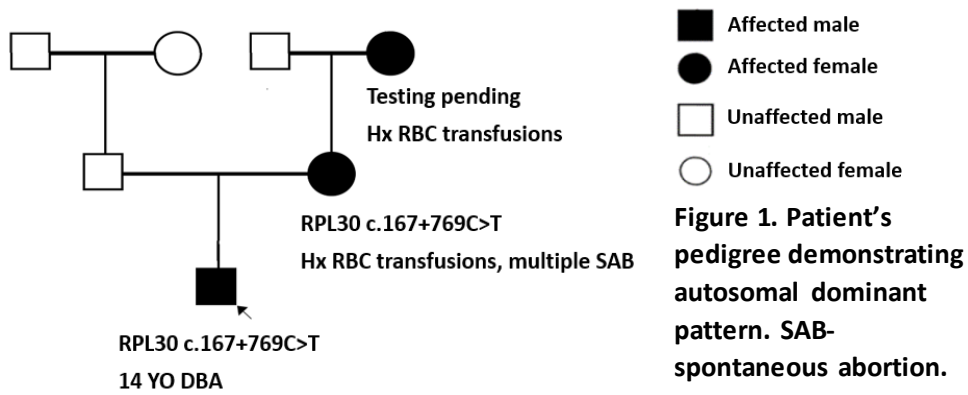 Testing pending
Hx RBC transfusions
RPL30 c.167+769C>T
Hx RBC transfusions, multiple SAB
RPL30 c.167+769C>T
14 YO DBA
Affected male
Affected female
Unaffected male
Unaffected female
Figure 1. Patient’s
pedigree demonstrating
autosomal dominant
pattern. SAB-
spontaneous abortion.